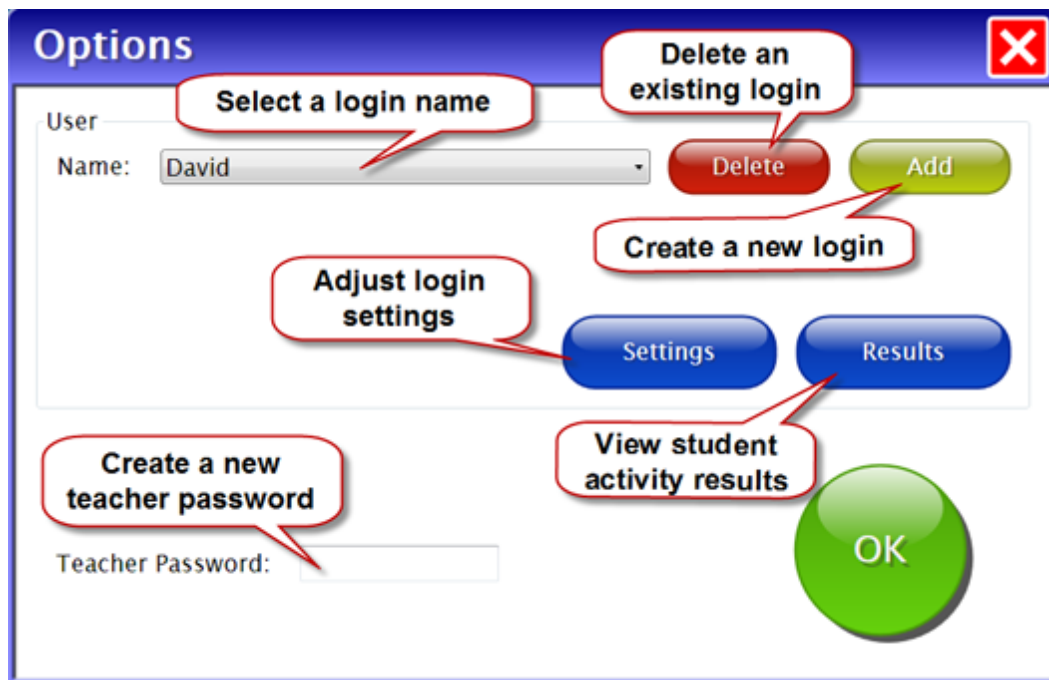 Options
Delete an
existing login
Select a login name
User
Name:
David
Delete
Add
Create a new login
Adjust login
settings
Settings
Results
View student
activity results
Create a new
teacher password
Teacher Password:
OK